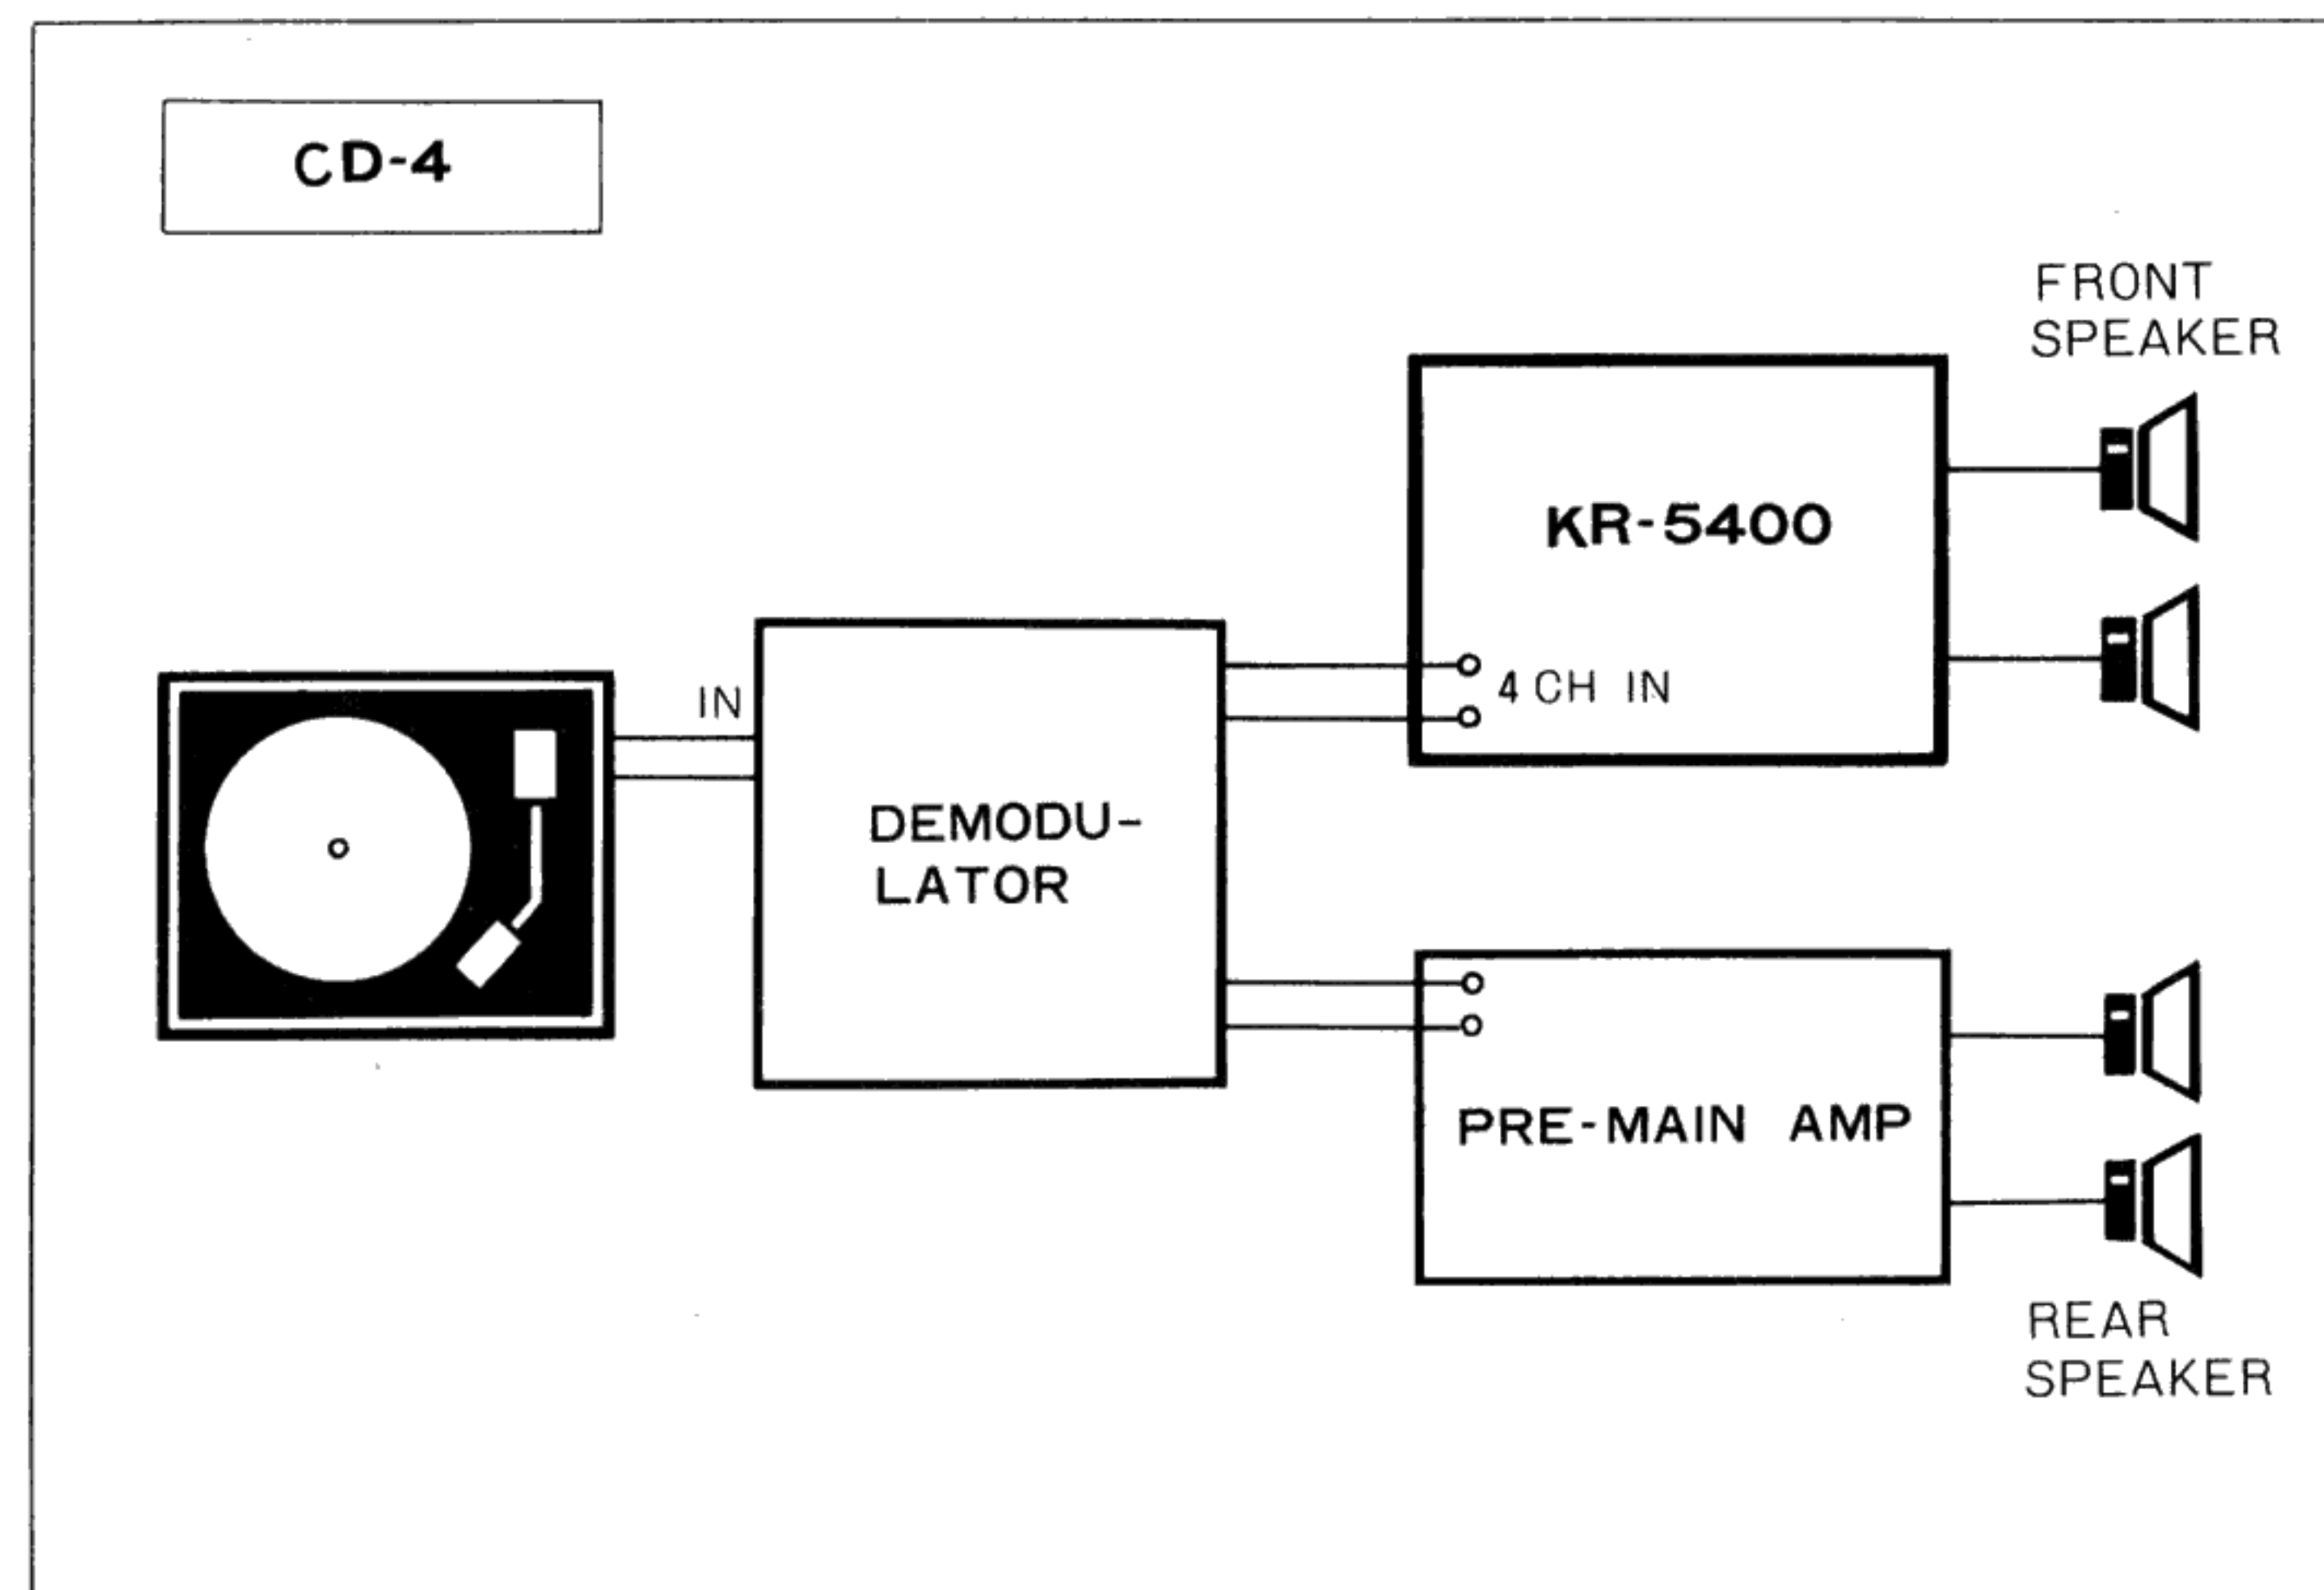 CD-4
FRONT
SPEAKER
KR-5400
IN
4 CH IN
DEMODU-
LATOR
PRE-MAIN AMP
REAR
SPEAKER